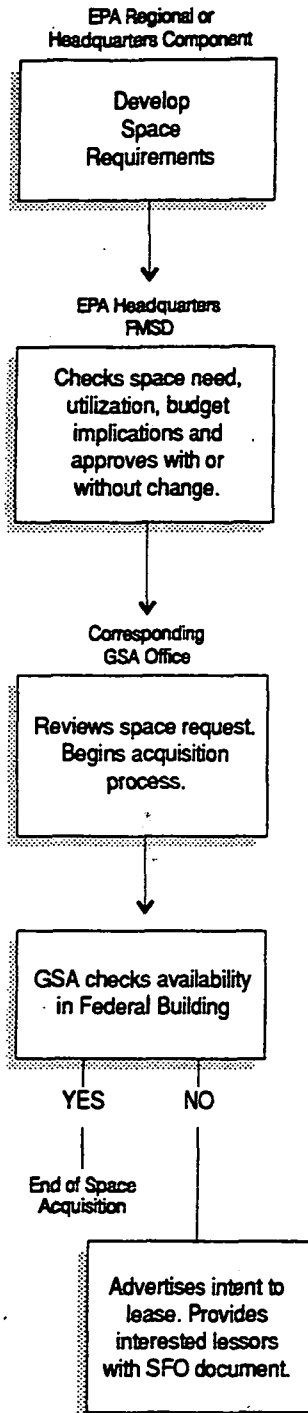 EPA Regional or
Headquarters Component
Develop
Space
Requirements
EPA Headquarters
FMSD
Checks space need,
utilization, budget
implications and
approves with or
without change.
Corresponding
GSA Office
Reviews space request.
Begins acquisition
process.
GSA checks availability
in Federal Building
YES NO
End of Space
Acquisition
Advertises intent to
lease. Provides
interested lessors
with SFO document.